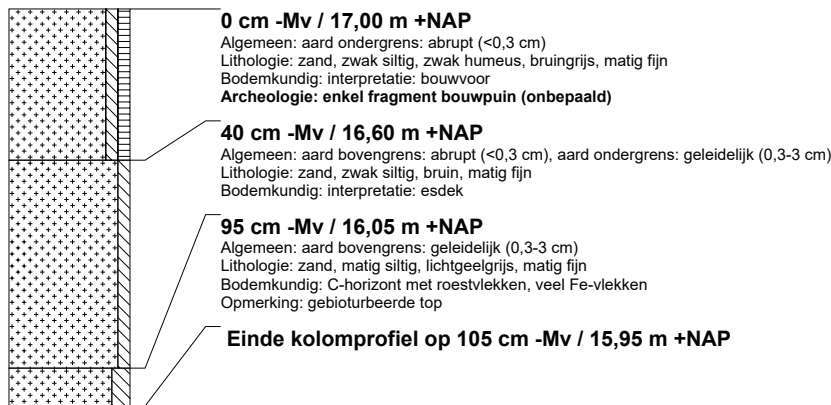 0 cm -Mv / 17,00 m +NAP
Algemeen: aard ondergrens: abrupt (<0,3 cm)
Lithologie: zand, zwak siltig, zwak humeus, bruingrijs, matig fijn
Bodemkundig: interpretatie: bouwvoor
Archeologie: enkel fragment bouwpuin (onbepaald)
40 cm -Mv / 16,60 m +NAP
Algemeen: aard bovengrens: abrupt (<0,3 cm), aard ondergrens: geleidelijk (0,3-3 cm)
Lithologie: zand, zwak siltig, bruin, matig fijn
Bodemkundig: interpretatie: esdek
95 cm -Mv / 16,05 m +NAP
Algemeen: aard bovengrens: geleidelijk (0,3-3 cm)
Lithologie: zand, matig siltig, lichtgeelgrijs, matig fijn
Bodemkundig: C-horizont met roestvlekken, veel Fe-vlekken
Opmerking: gebioturbeerde top
Einde kolomprofiel op 105 cm -Mv / 15,95 m +NAP